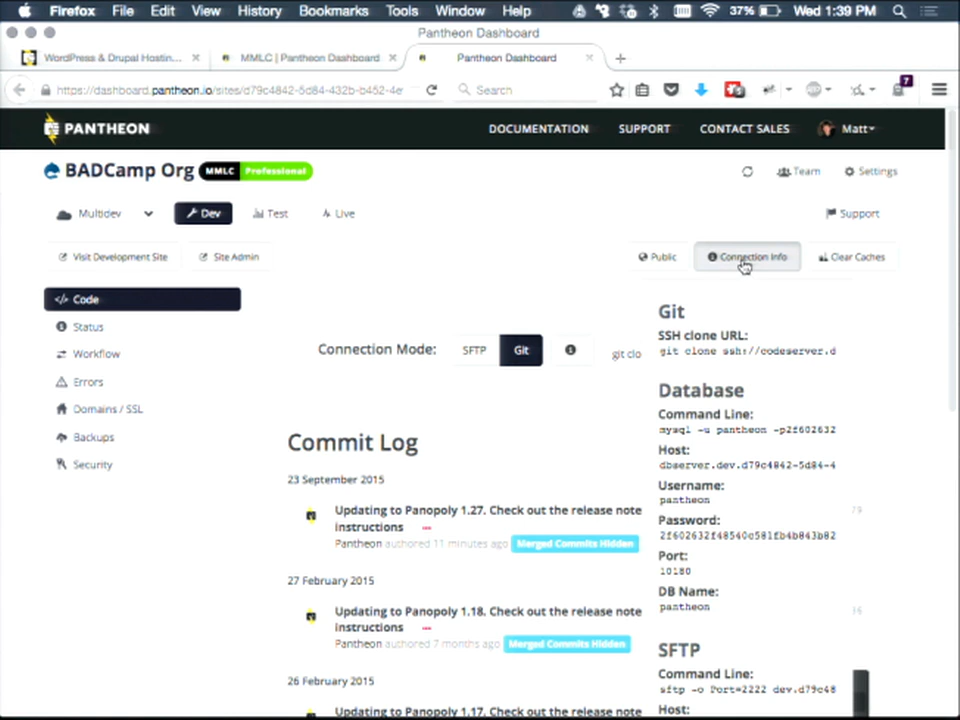 Firefox File Edit View History Bookmarks Tools Window Help 37% Wed 1:39 PM
Pantheon Dashboard
WordPress & Drupal Hostin... MMLC | Pantheon Dashboard Pantheon Dashboard
https://dashboard.pantheon.io/sites/d79c4842-5d84-432b-b452-4e Search 7
PANTHEON DOCUMENTATION SUPPORT CONTACT SALES Matt
BADCamp Org MMLC Professional Team Settings
Multidev Dev Test Live Support
Visit Development Site Site Admin Public Connection Info Clear Caches
Code
Status
Workflow
Errors
Domains / SSL
Backups
Security
Connection Mode: SFTP Git git clo
Commit Log
23 September 2015
Updating to Panopoly 1.27. Check out the release note
instructions
Pantheon authored 11 minutes ago Merged Commits Hidden
27 February 2015
Updating to Panopoly 1.18. Check out the release note
instructions
Pantheon authored 7 months ago Merged Commits Hidden
26 February 2015
Updating to Panopoly 1.17. Check out the release note
Git
SSH clone URL:
git clone ssh://codeserver.d
Database
Command Line:
mysql -u pantheon -p2f602632
Host:
dbserver.dev.d79c4842-5d84-4
Username:
pantheon
Password:
Port:
10180
DB Name:
pantheon
SFTP
Command Line:
sftp -o Port=2222 dev.d79c48
Host: